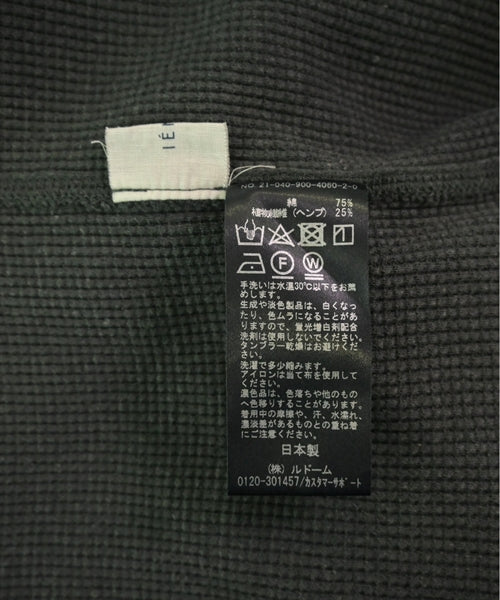 IÉN
NO 21-040-900-4060-2-0
綿 75%
(ヘンプ) 25%
F
W
手洗いは水温30℃以下をお薦
めします。
生成や淡色製品は、白くなっ
たり、色ムラになることがあ
りますので、蛍光増白剤配合
洗剤は使用しないでください。
タンブラー乾燥はお避けくだ
さい。
洗濯で多少縮みます。
アイロンは当て布を使用して
ください。
濃色品は、色落ちや他のもの
へ色移りすることがあります。
着用中の摩擦や、汗、水濡れ、
濃淡差があるものとの重ね着
にご注意ください。
日本製
(株) ルドーム
0120-301457/カスタマーサポート